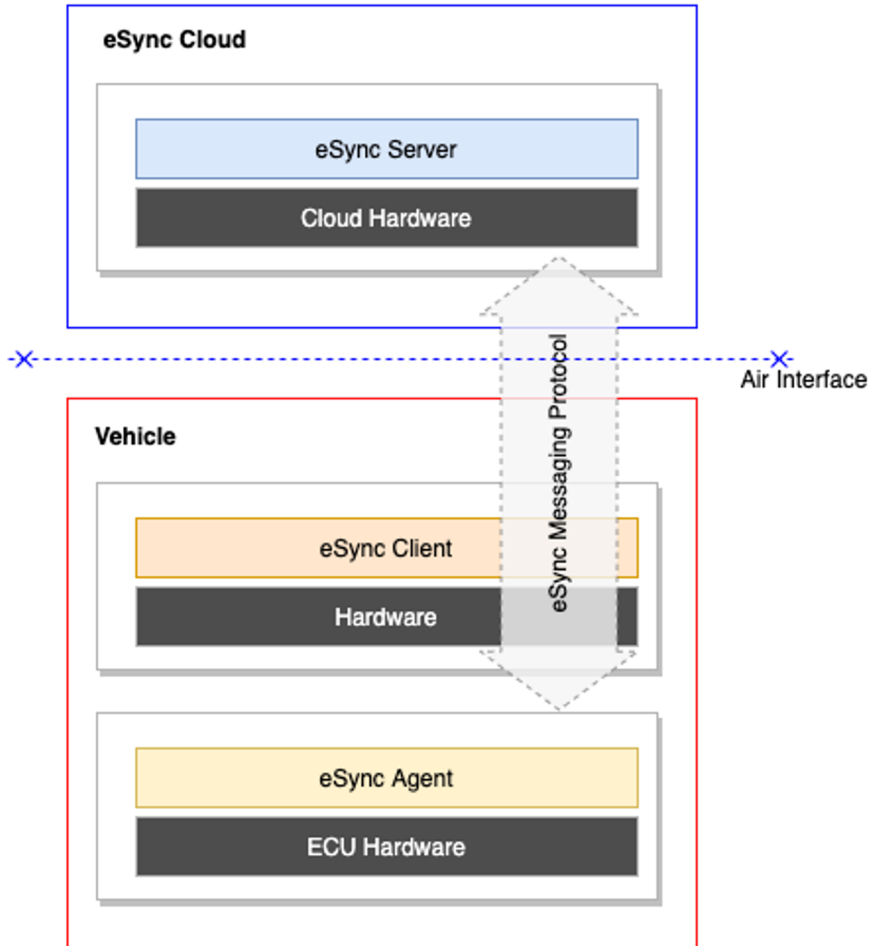 eSync Cloud
eSync Server
Cloud Hardware
eSync Messaging Protocol
Air Interface
Vehicle
eSync Client
Hardware
eSync Agent
ECU Hardware